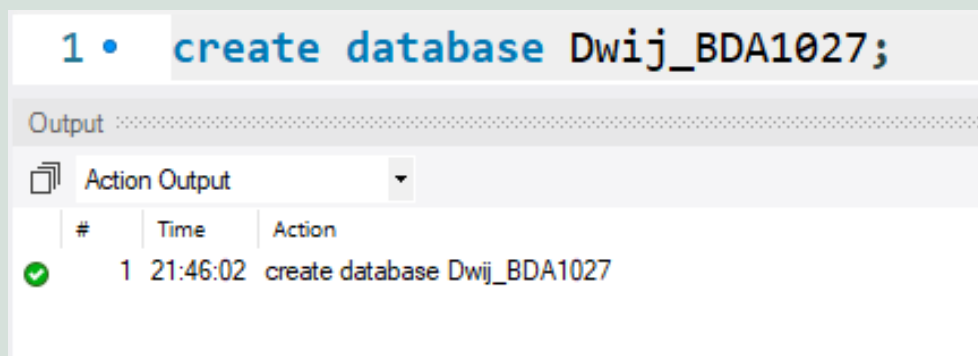 1 create database Dwij_BDA1027;
Output
Action Output
# Time Action
1 21:46:02 create database Dwij_BDA1027